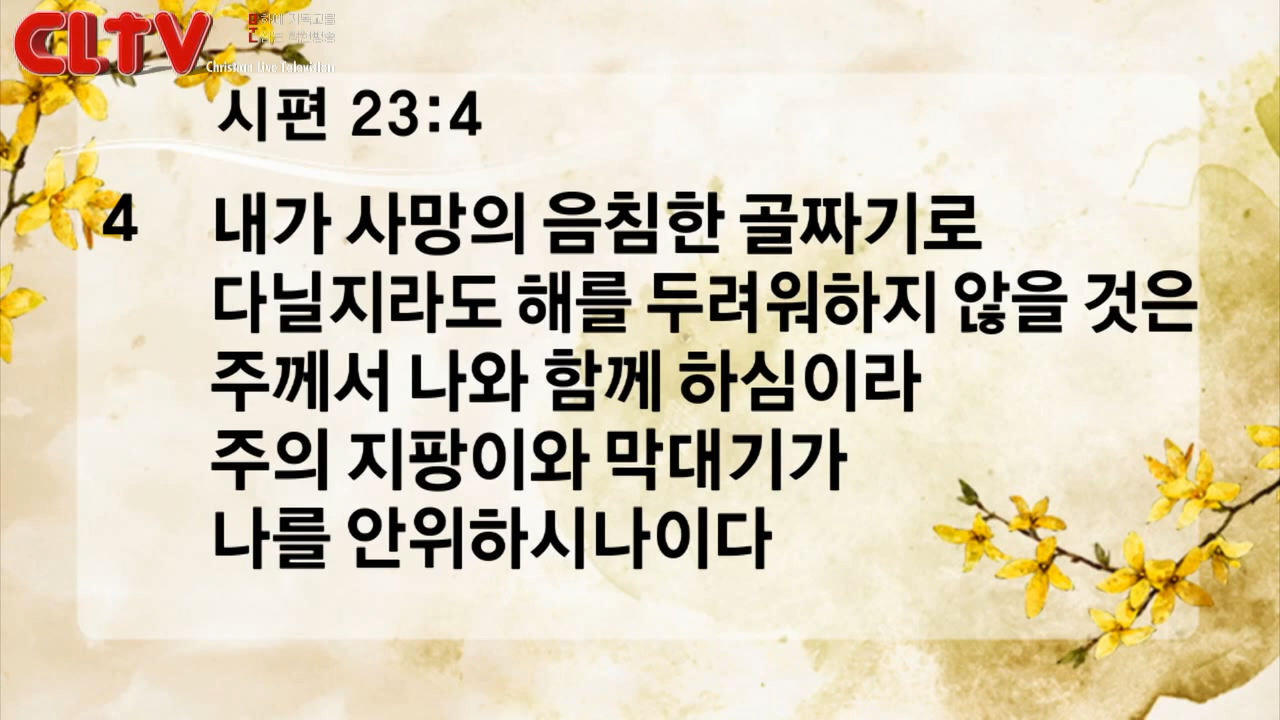 CLTV
Christian Live Television
시편 23:4
4 내가 사망의 음침한 골짜기로
다닐지라도 해를 두려워하지 않을 것은
주께서 나와 함께 하심이라
주의 지팡이와 막대기가
나를 안위하시나이다